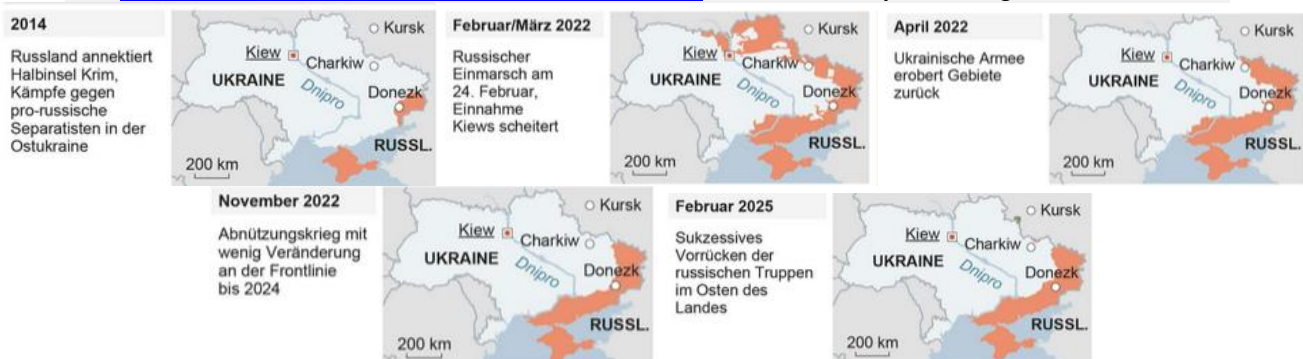 2014
Russland annektiert
Halbinsel Krim,
Kämpfe gegen
pro-russische
Separatisten in der
Ostukraine
Kursk
Kiew
Charkiw
UKRAINE
Dnipro
Donezk
RUSSL.
200 km
Februar/März 2022
Russischer
Einmarsch am
24. Februar,
Einnahme
Kiews scheitert
Kursk
Kiew
Charkiw
UKRAINE
Dnipro
Donezk
RUSSL.
200 km
April 2022
Ukrainische Armee
erobert Gebiete
zurück
Kursk
Kiew
Charkiw
UKRAINE
Dnipro
Donezk
RUSSL.
200 km
November 2022
Abnützungskrieg mit
wenig Veränderung
an der Frontlinie
bis 2024
Kursk
Kiew
Charkiw
UKRAINE
Dnipro
Donezk
RUSSL.
200 km
Februar 2025
Sukzessives
Vorrücken der
russischen Truppen
im Osten des
Landes
Kursk
Kiew
Charkiw
UKRAINE
Dnipro
Donezk
RUSSL.
200 km